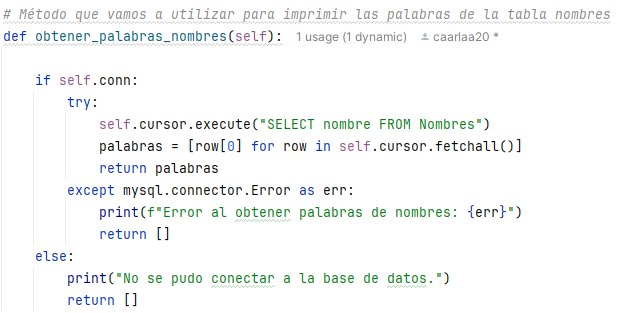 # Método que vamos a utilizar para imprimir las palabras de la tabla nombres
def obtener_palabras_nombres(self): 1 usage (1 dynamic) caarlaa20 *
    if self.conn:
        try:
            self.cursor.execute("SELECT nombre FROM Nombres")
            palabras = [row[0] for row in self.cursor.fetchall()]
            return palabras
        except mysql.connector.Error as err:
            print(f"Error al obtener palabras de nombres: {err}")
            return []
    else:
        print("No se pudo conectar a la base de datos.")
        return []